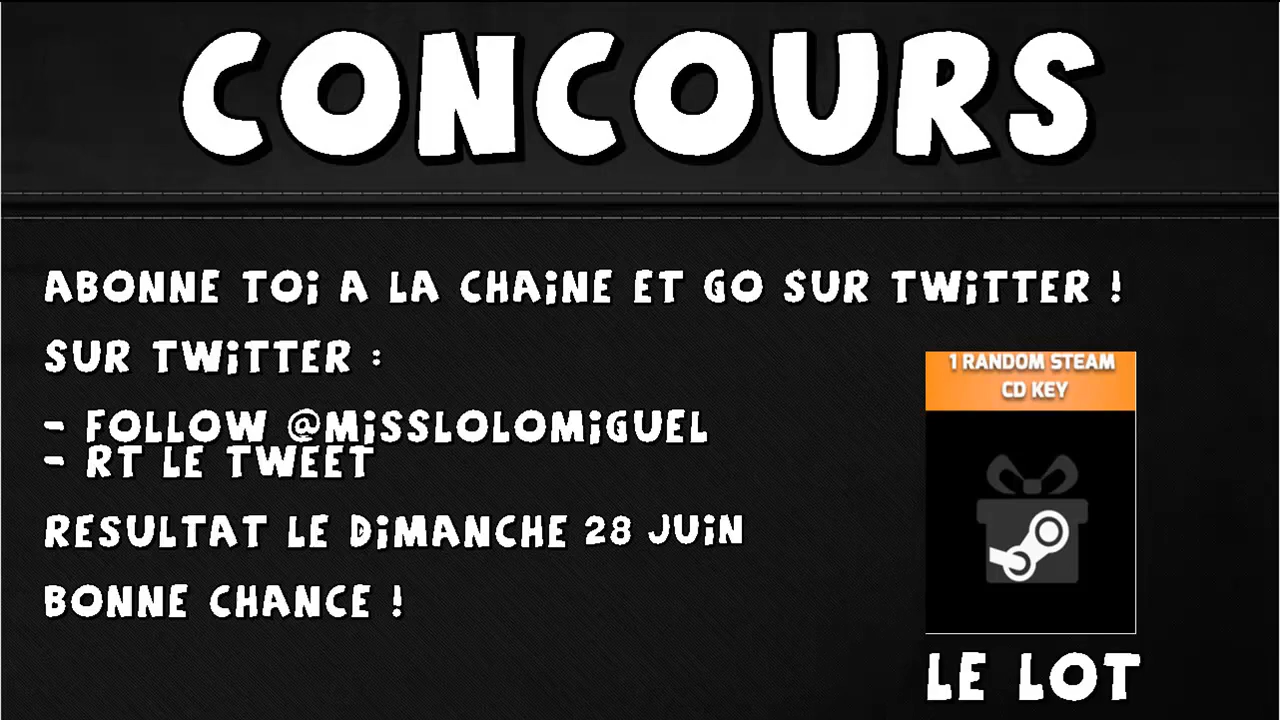 CONCOURS
ABONNE TOi A LA CHAiNE ET GO SUR TWiTTER !
SUR TWiTTER :
- FOLLOW @MiSSLOLOMiGUEL
- RT LE TWEET
RESULTAT LE DiMANCHE 28 JUiN
BONNE CHANCE !
1 RANDOM STEAM
CD KEY
LE LOT